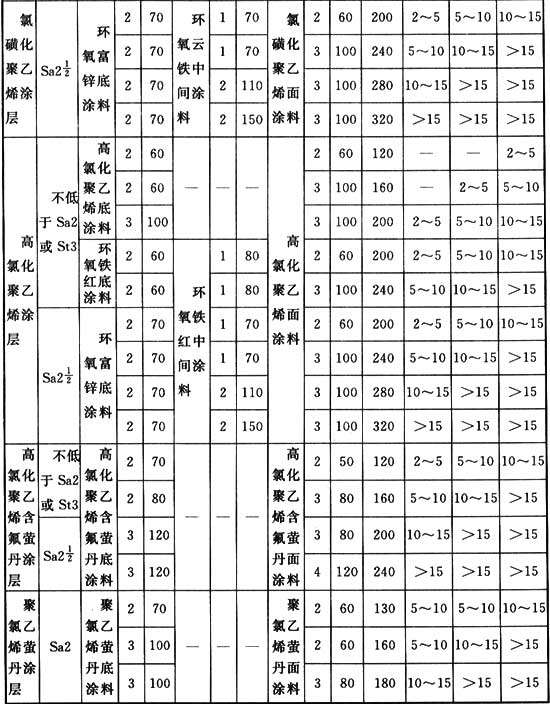 氯磺化聚乙烯涂层 Sa2½ 环氧富锌底涂料 2 70 环氧云铁中间涂料 1 70 氯磺化聚乙烯面涂料 2 60 200 2～5 5～10 10～15
2 70 1 70 3 100 240 5～10 10～15 ＞15
2 70 2 110 3 100 280 10～15 ＞15 ＞15
2 70 2 150 3 100 320 ＞15 ＞15 ＞15
高氯化聚乙烯涂层 不低于Sa2或St3 高氯化聚乙烯底涂料 2 60 — — — 高氯化聚乙烯面涂料 2 60 120 — — 2～5
2 60 3 100 160 — 2～5 5～10
3 100 3 100 200 2～5 5～10 10～15
环氧铁红底涂料 2 60 环氧铁红中间涂料 1 80 2 60 200 2～5 5～10 10～15
2 60 1 80 3 100 240 5～10 10～15 ＞15
Sa2½ 环氧富锌底涂料 2 70 1 70 2 60 200 2～5 5～10 10～15
2 70 1 70 3 100 240 5～10 10～15 ＞15
2 70 2 110 3 100 280 10～15 ＞15 ＞15
2 70 2 150 3 100 320 ＞15 ＞15 ＞15
高氯化聚乙烯含氟萤丹涂层 不低于Sa2或St3 高氯化聚乙烯含氟萤丹底涂料 2 70 — — — 高氯化聚乙烯含氟萤丹面涂料 2 50 120 2～5 5～10 10～15
2 80 3 80 160 5～10 10～15 ＞15
Sa2½ 3 120 3 80 200 10～15 ＞15 ＞15
3 120 4 120 240 ＞15 ＞15 ＞15
聚氯乙烯萤丹涂层 Sa2 聚氯乙烯萤丹底涂料 2 70 — — — 聚氯乙烯萤丹面涂料 2 60 130 5～10 5～10 10～15
3 100 2 60 160 5～10 10～15 ＞15
3 100 3 80 180 10～15 ＞15 ＞15